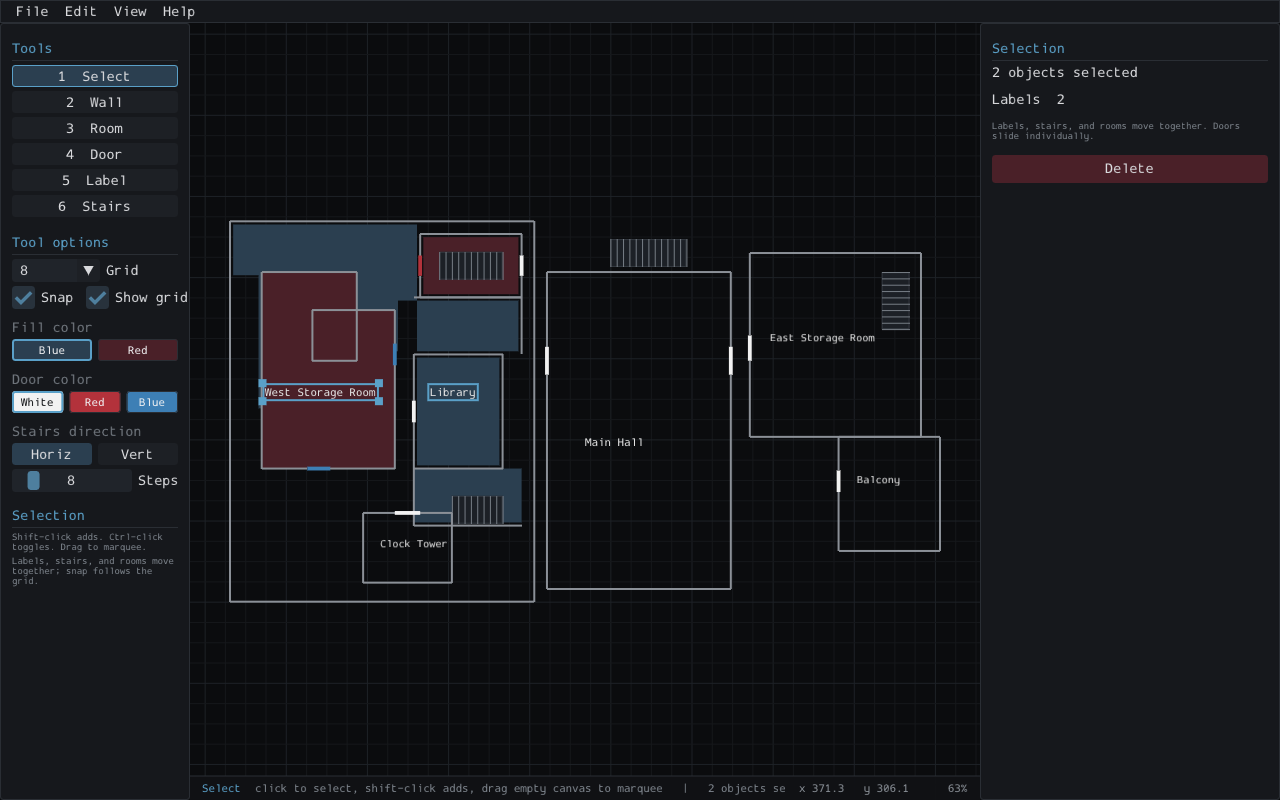 File Edit View Help
Tools
1 Select
2 Wall
3 Room
4 Door
5 Label
6 Stairs
Tool options
8 Grid
Snap Show grid
Fill color
Blue Red
Door color
White Red Blue
Stairs direction
Horiz Vert
8 Steps
Selection
Shift-click adds. Ctrl-click
toggles. Drag to marquee.
Labels, stairs, and rooms move
together; snap follows the
grid.
East Storage Room
West Storage Room
Library
Main Hall
Balcony
Clock Tower
Select click to select, shift-click adds, drag empty canvas to marquee | 2 objects se x 371.3 y 306.1 63%
Selection
2 objects selected
Labels 2
Labels, stairs, and rooms move together. Doors
slide individually.
Delete